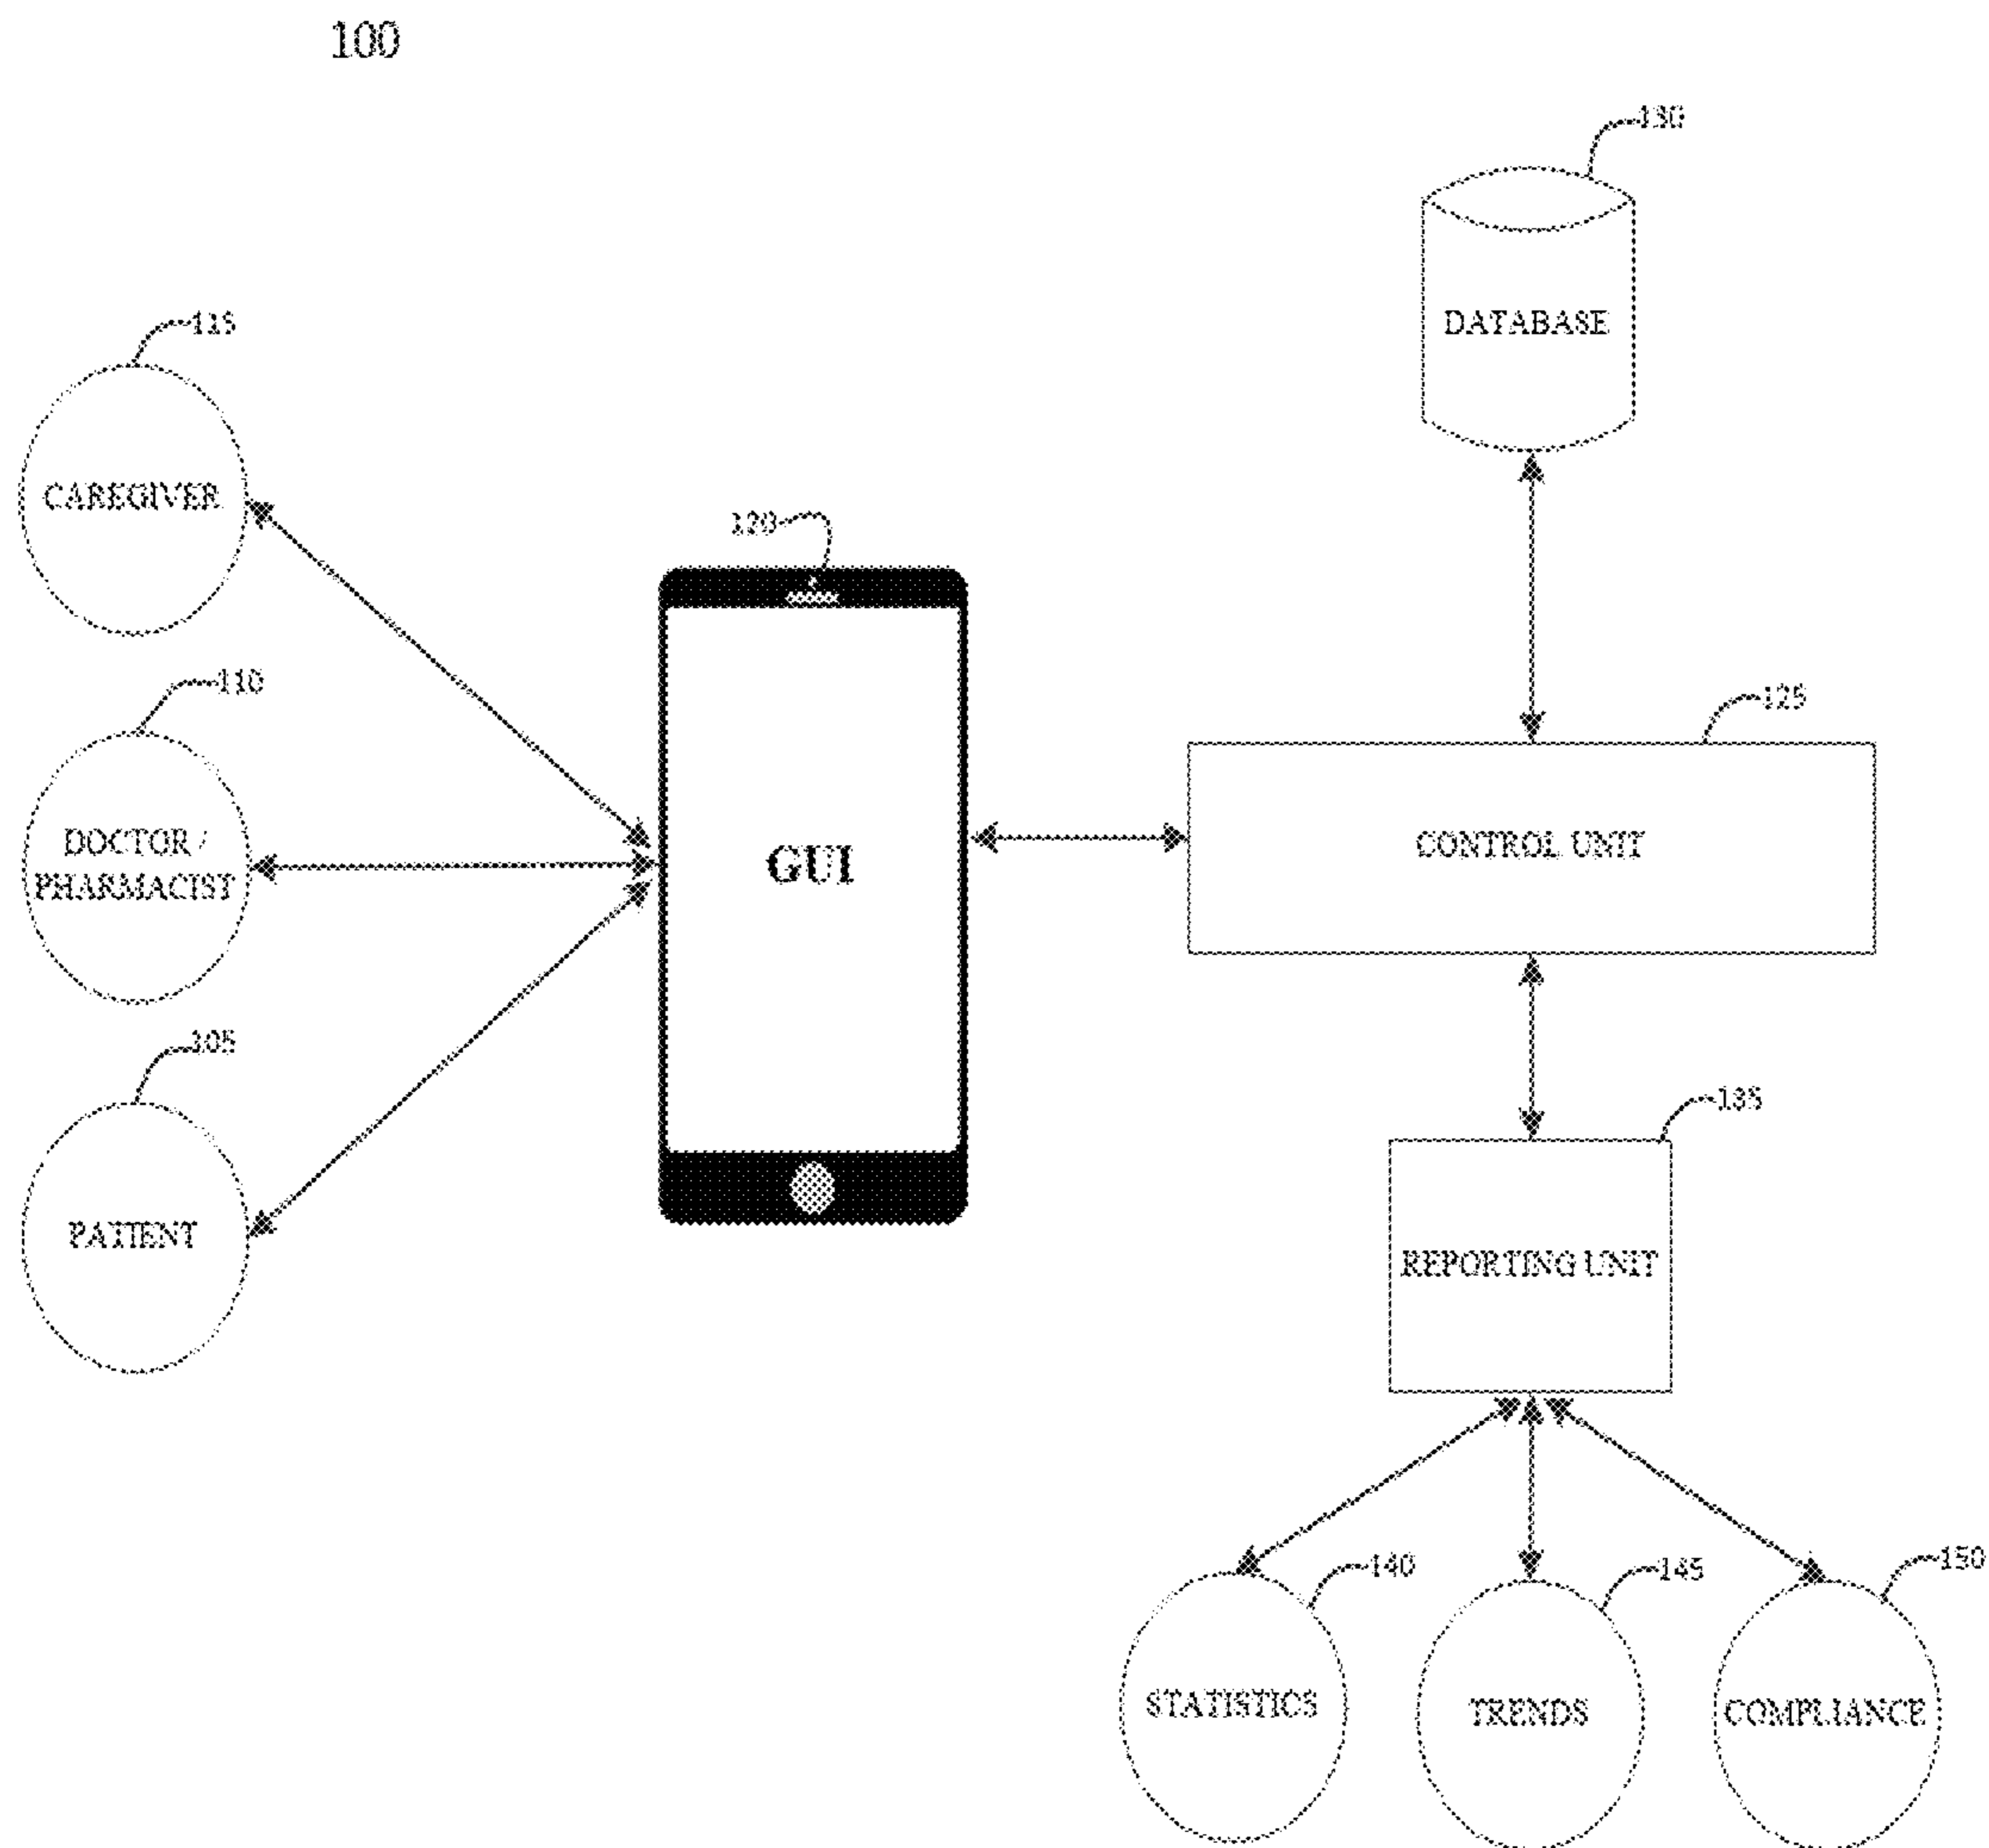 100
130
DATABASE
115
CAREGIVER
120
110
125
DOCTOR /
PHARMACIST
GUI
CONTROL UNIT
105
135
PATIENT
REPORTING UNIT
140
145
150
STATISTICS
TRENDS
COMPLIANCE